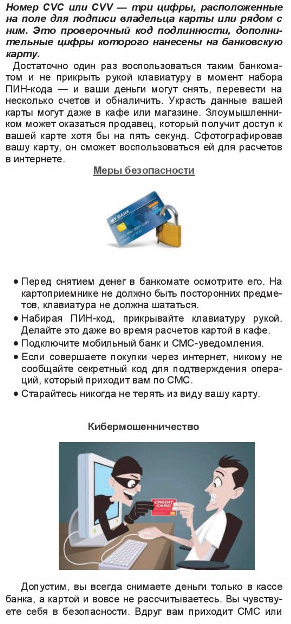 Номер CVC или CVV — три цифры, расположенные
на поле для подписи владельца карты или рядом с
ним. Это проверочный код подлинности, дополни-
тельные цифры которого нанесены на банковскую
карту.
Достаточно один раз воспользоваться таким банкома-
том и не прикрыть рукой клавиатуру в момент набора
ПИН-кода — и ваши деньги могут снять, перевести на
несколько счетов и обналичить. Украсть данные вашей
карты могут даже в кафе или магазине. Злоумышленни-
ком может оказаться продавец, который получит доступ к
вашей карте хотя бы на пять секунд. Сфотографировав
вашу карту, он сможет воспользоваться ей для расчетов
в интернете.
Меры безопасности
MY BANK
● Перед снятием денег в банкомате осмотрите его. На
картоприемнике не должно быть посторонних предме-
тов, клавиатура не должна шататься.
● Набирая ПИН-код, прикрывайте клавиатуру рукой.
Делайте это даже во время расчетов картой в кафе.
● Подключите мобильный банк и СМС-уведомления.
● Если совершаете покупки через интернет, никому не
сообщайте секретный код для подтверждения опера-
ций, который приходит вам по СМС.
● Старайтесь никогда не терять из виду вашу карту.
Кибермошенничество
CREDIT CARD
Допустим, вы всегда снимаете деньги только в кассе
банка, а картой и вовсе не рассчитываетесь. Вы чувству-
ете себя в безопасности. Вдруг вам приходит СМС или